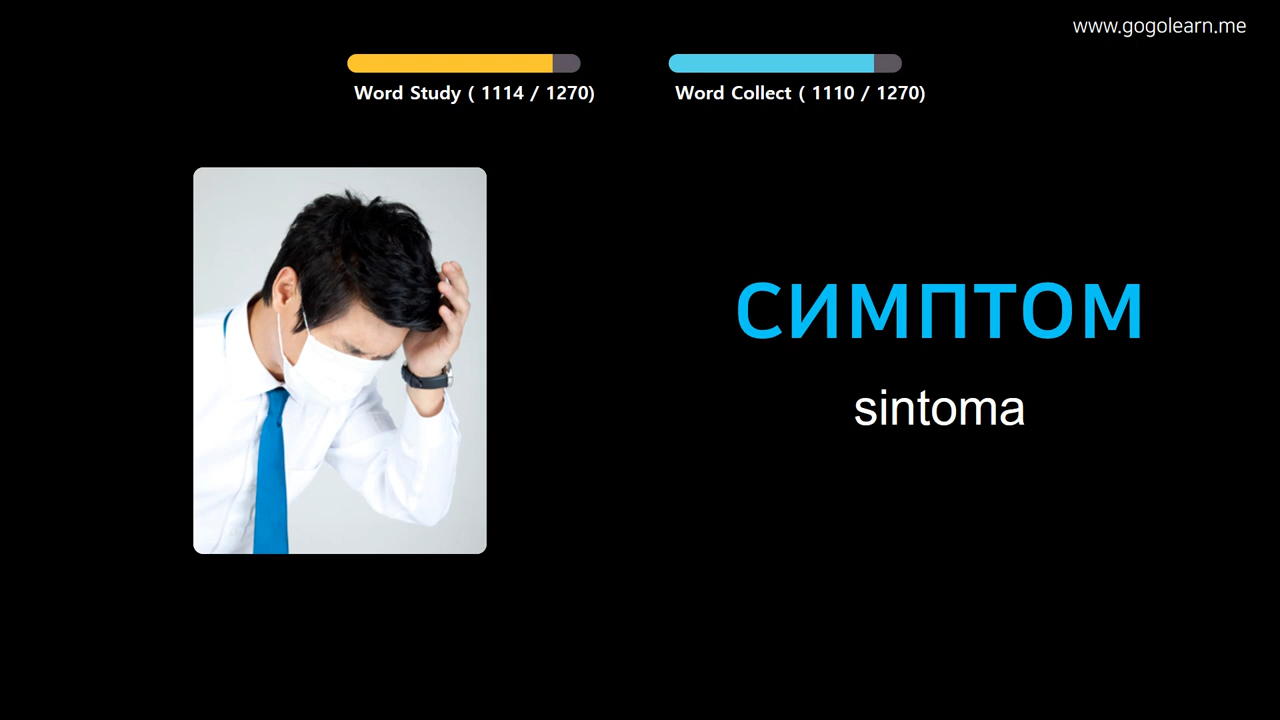 www.gogolearn.me
Word Study ( 1114 / 1270)
Word Collect ( 1110 / 1270)
симптом
sintoma